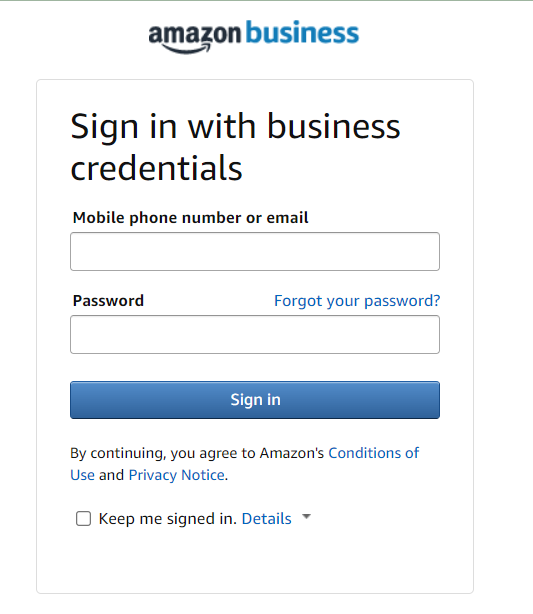 amazon business
Sign in with business
credentials
Mobile phone number or email
Password Forgot your password?
Sign in
By continuing, you agree to Amazon's Conditions of
Use and Privacy Notice.
Keep me signed in. Details